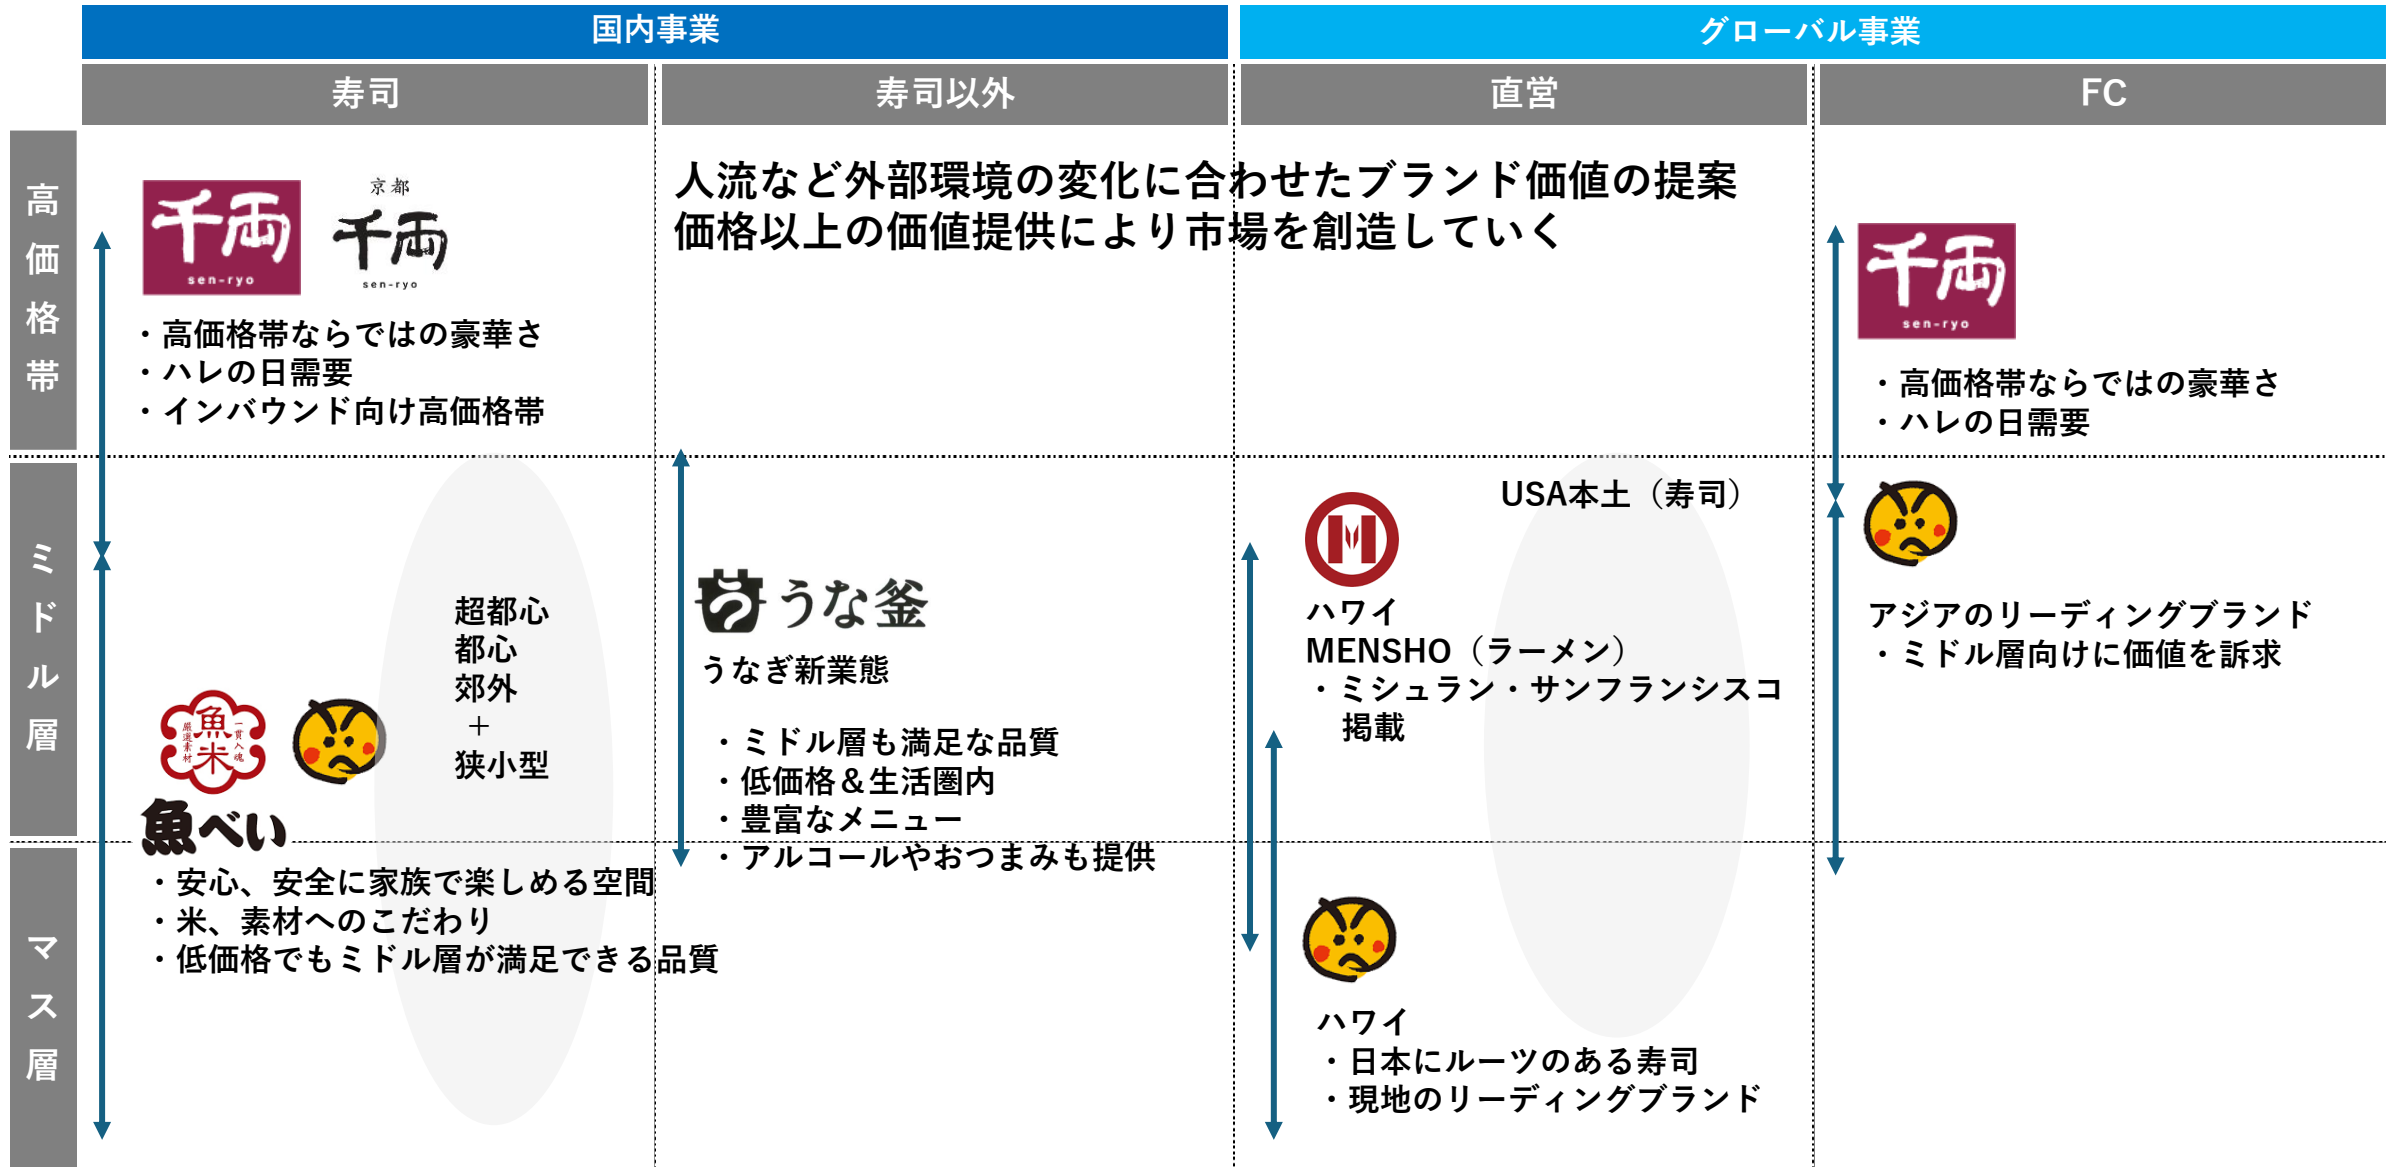 国内事業
グローバル事業
寿司
寿司以外
直営
FC
高価格帯
千両
sen-ryo
京都
千両
sen-ryo
・高価格帯ならではの豪華さ
・ハレの日需要
・インバウンド向け高価格帯
人流など外部環境の変化に合わせたブランド価値の提案
価格以上の価値提供により市場を創造していく
千両
sen-ryo
・高価格帯ならではの豪華さ
・ハレの日需要
ミドル層
超都心
都心
郊外
＋
狭小型
魚米
一貫入魂
厳選素材
魚べい
う
うな釜
うなぎ新業態
・ミドル層も満足な品質
・低価格＆生活圏内
・豊富なメニュー
・アルコールやおつまみも提供
USA本土（寿司）
ハワイ
MENSHO（ラーメン）
・ミシュラン・サンフランシスコ
掲載
アジアのリーディングブランド
・ミドル層向けに価値を訴求
マス層
・安心、安全に家族で楽しめる空間
・米、素材へのこだわり
・低価格でもミドル層が満足できる品質
ハワイ
・日本にルーツのある寿司
・現地のリーディングブランド